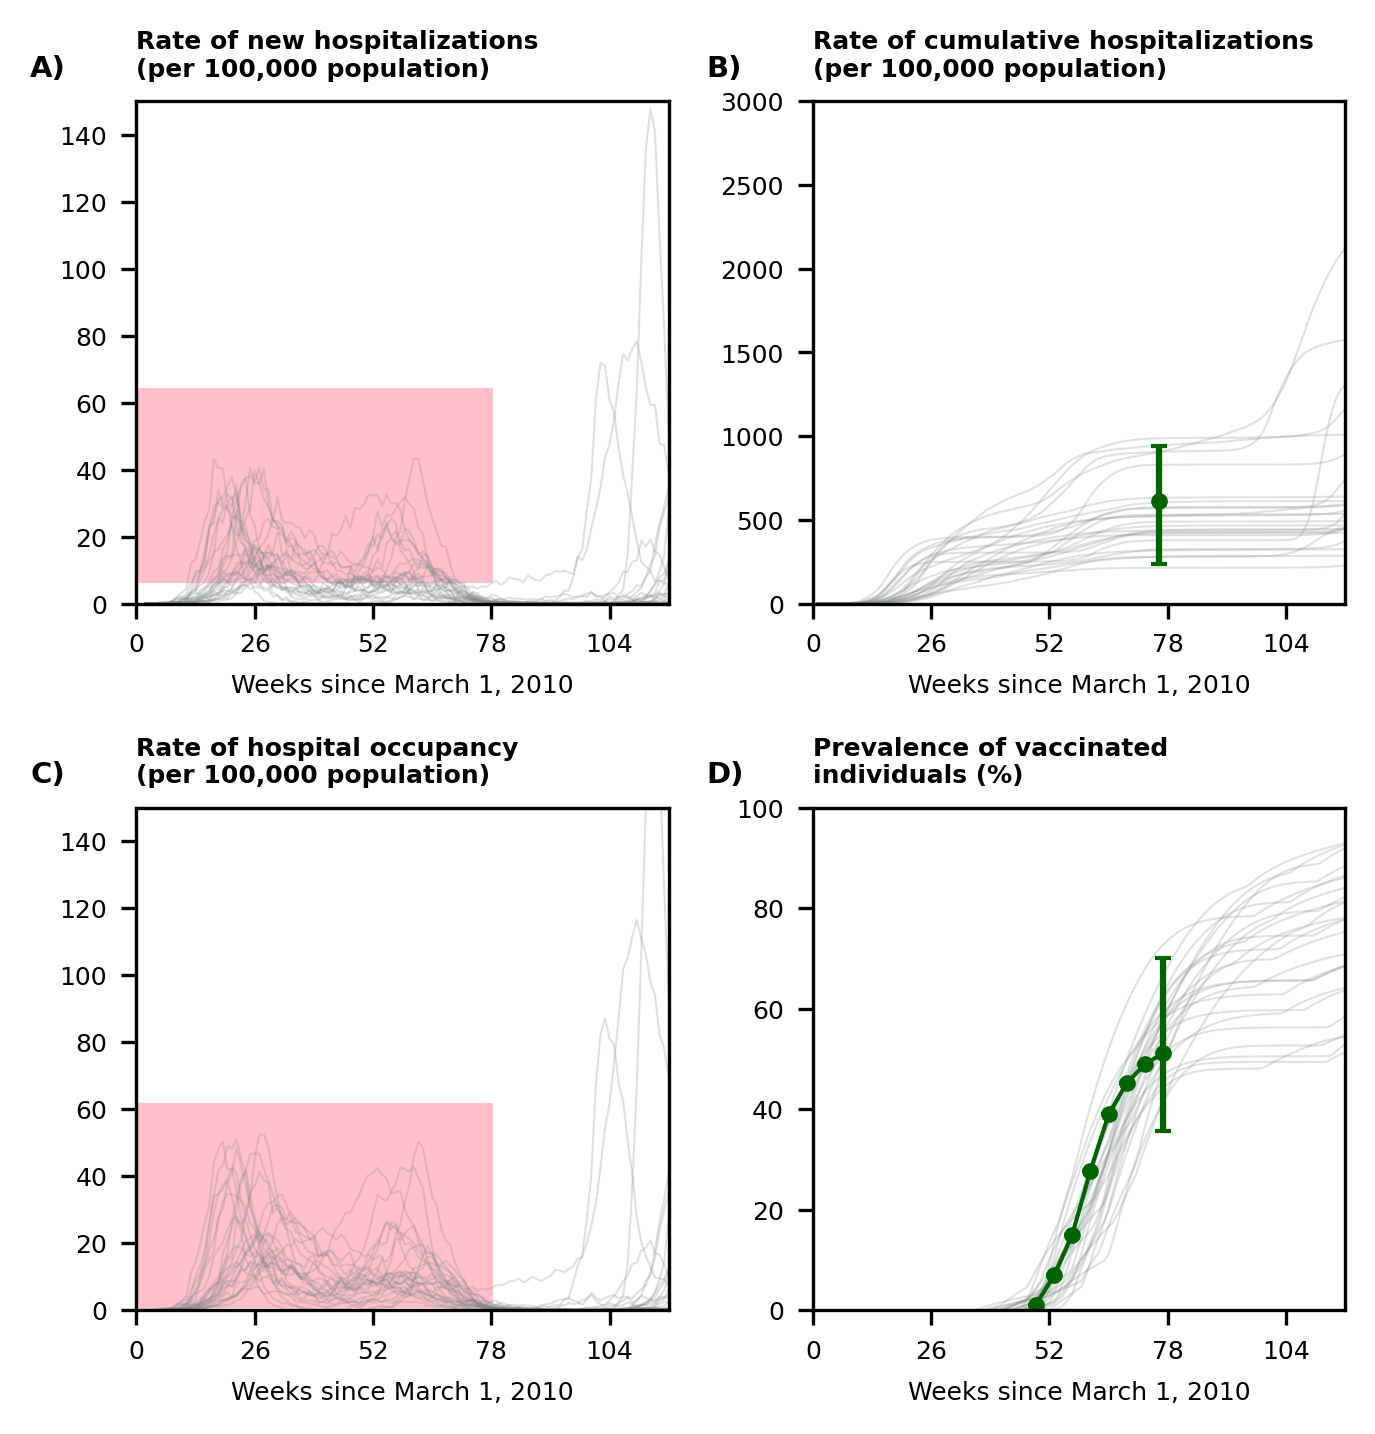 A)
Rate of new hospitalizations
(per 100,000 population)
140
120
100
80
60
40
20
0
0 26 52 78 104
Weeks since March 1, 2010
B)
Rate of cumulative hospitalizations
(per 100,000 population)
3000
2500
2000
1500
1000
500
0
0 26 52 78 104
Weeks since March 1, 2010
C)
Rate of hospital occupancy
(per 100,000 population)
140
120
100
80
60
40
20
0
0 26 52 78 104
Weeks since March 1, 2010
D)
Prevalence of vaccinated
individuals (%)
100
80
60
40
20
0
0 26 52 78 104
Weeks since March 1, 2010